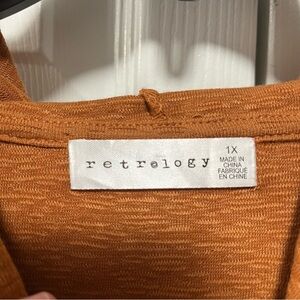 retrology
1X
MADE IN
CHINA
FABRIQUÉ
EN CHINE